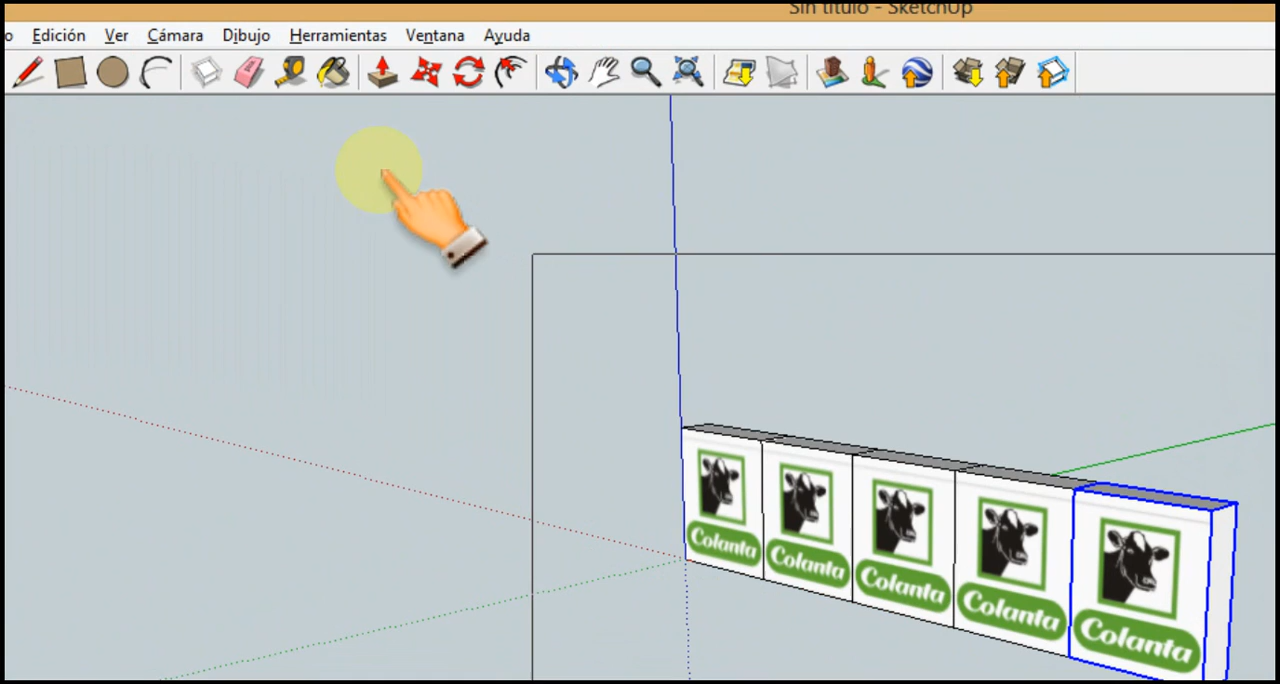 Sin título - SketchUp
o Edición Ver Cámara Dibujo Herramientas Ventana Ayuda
Colanta Colanta Colanta Colanta Colanta